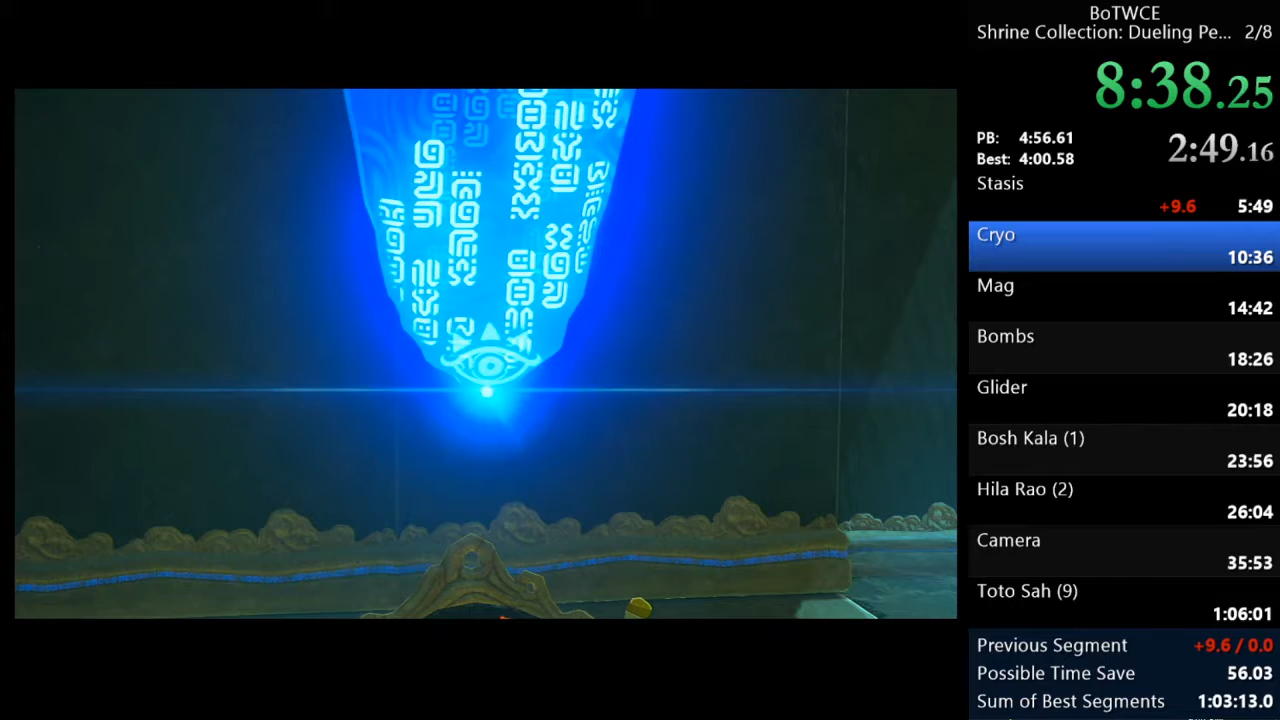 BoTWCE
Shrine Collection: Dueling Pe... 2/8
8:38.25
PB: 4:56.61
Best: 4:00.58
2:49.16
Stasis
+9.6 5:49
Cryo
10:36
Mag
14:42
Bombs
18:26
Glider
20:18
Bosh Kala (1)
23:56
Hila Rao (2)
26:04
Camera
35:53
Toto Sah (9)
1:06:01
Previous Segment +9.6 / 0.0
Possible Time Save 56.03
Sum of Best Segments 1:03:13.0